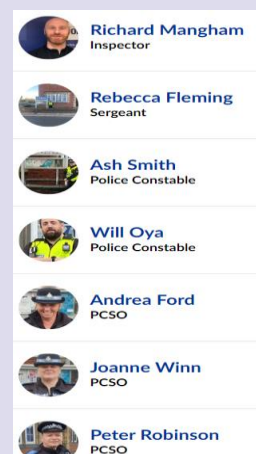 Richard Mangham
Inspector
Rebecca Fleming
Sergeant
Ash Smith
Police Constable
Will Oya
Police Constable
Andrea Ford
PCSO
Joanne Winn
PCSO
Peter Robinson
PCSO